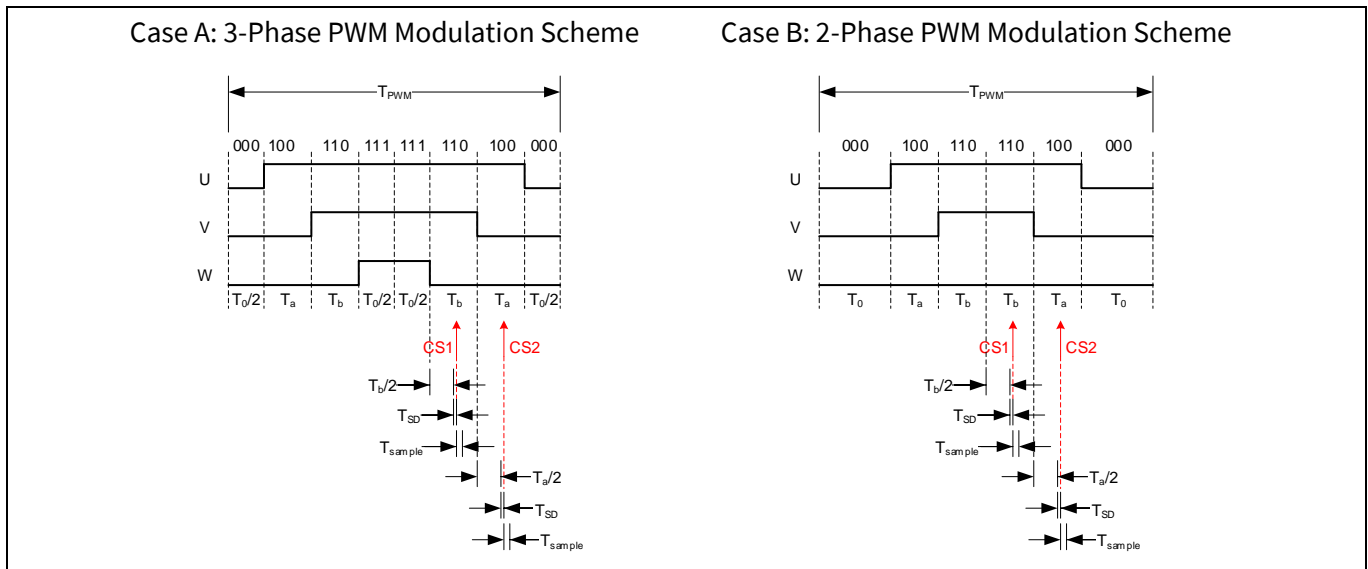 Case A: 3-Phase PWM Modulation Scheme
Case B: 2-Phase PWM Modulation Scheme
TPWM
TPWM
000 100 110 111 111 110 100 000
000 100 110 110 100 000
U
U
V
V
W
W
T0/2 Ta Tb T0/2 T0/2 Tb Ta T0/2
T0 Ta Tb Tb Ta T0
CS1 CS2
CS1 CS2
Tb/2
Tb/2
TSD
TSD
Tsample
Tsample
Ta/2
Ta/2
TSD
TSD
Tsample
Tsample